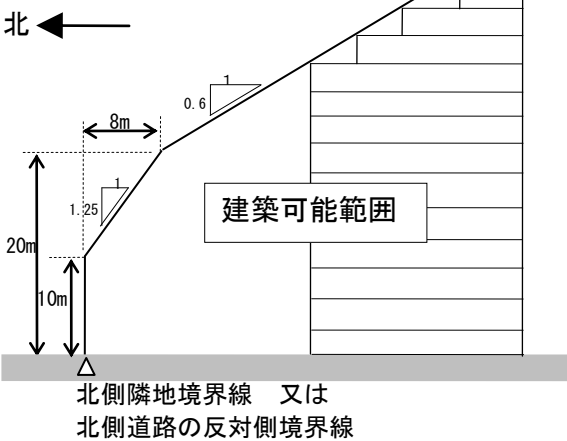 北
1
0.6
8m
1
1.25
建築可能範囲
20m
10m
北側隣地境界線　又は
北側道路の反対側境界線